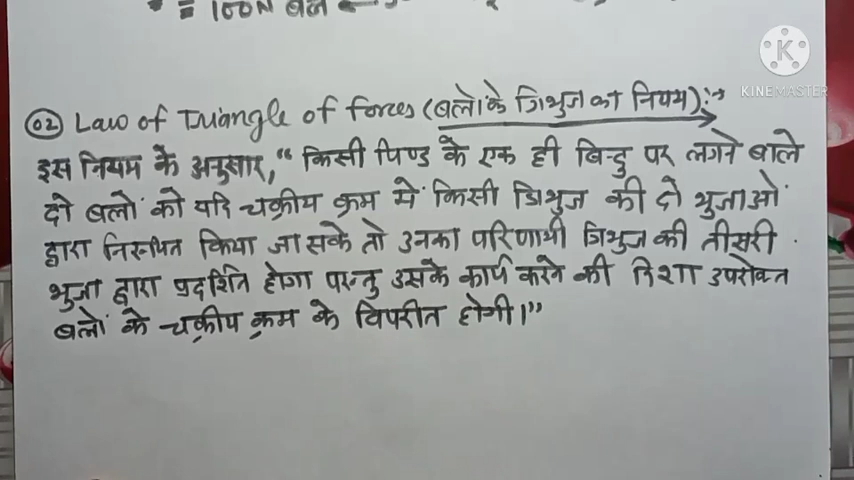 = 100N बल
K
KINEMASTER
02 Law of Triangle of forces (बलो के त्रिभुज का नियम):→
इस नियम के अनुसार, “किसी पिण्ड के एक ही बिन्दु पर लगने वाले
दो बलों को यदि चक्रीय क्रम में किसी त्रिभुज की दो भुजाओं
द्वारा निरूपित किया जा सके तो उनका परिणामी त्रिभुज की तीसरी
भुजा द्वारा प्रदर्शित होगा परन्तु उसके कार्य करने की दिशा उपरोक्त
बलों के चक्रीय क्रम के विपरीत होगी।”